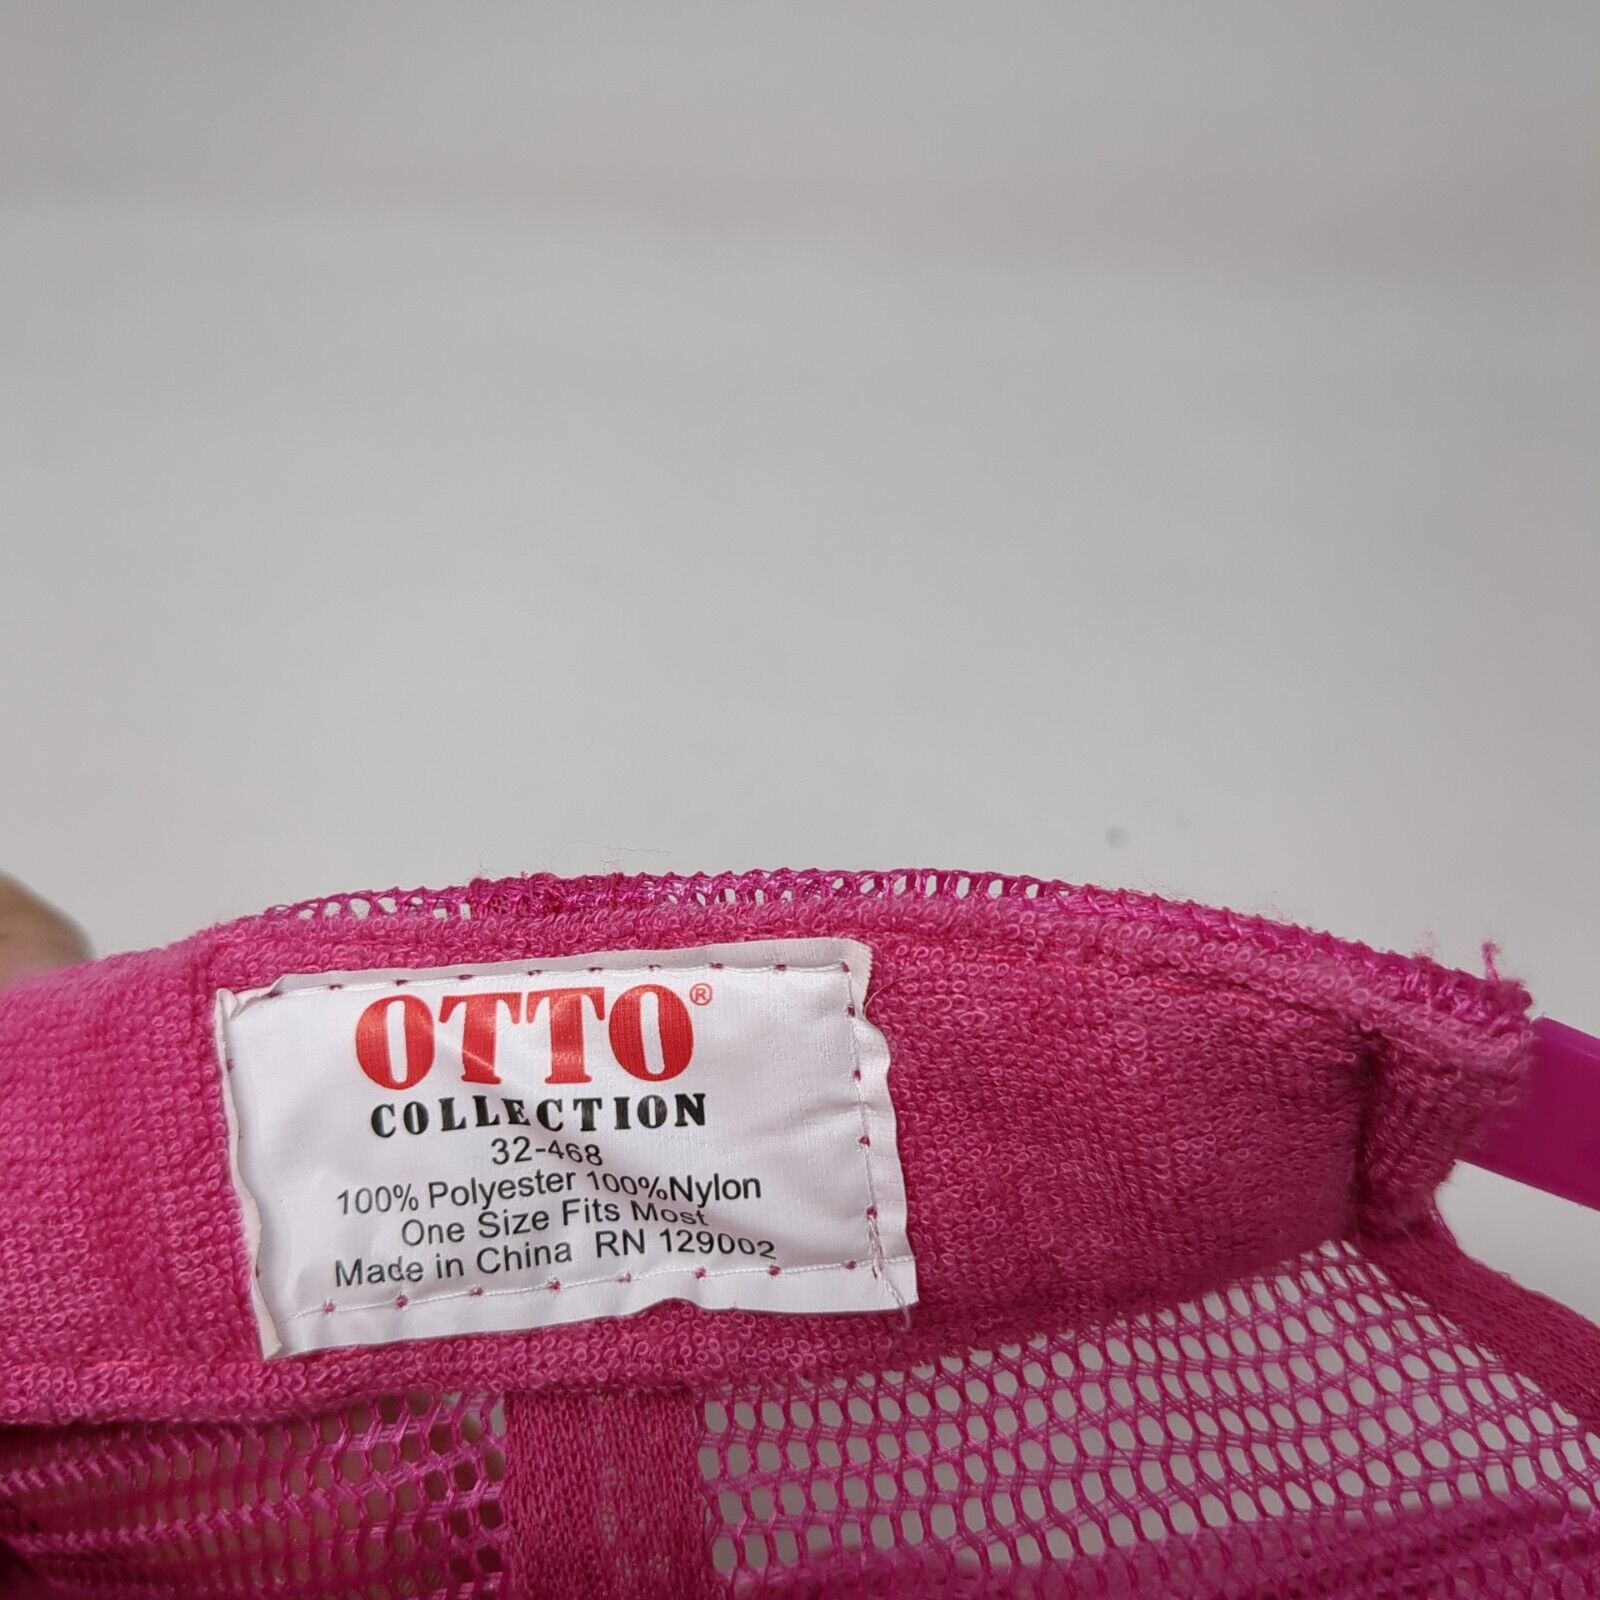 OTTO®
COLLECTION
32-468
100% Polyester 100%Nylon
One Size Fits Most
Made in China RN 129002